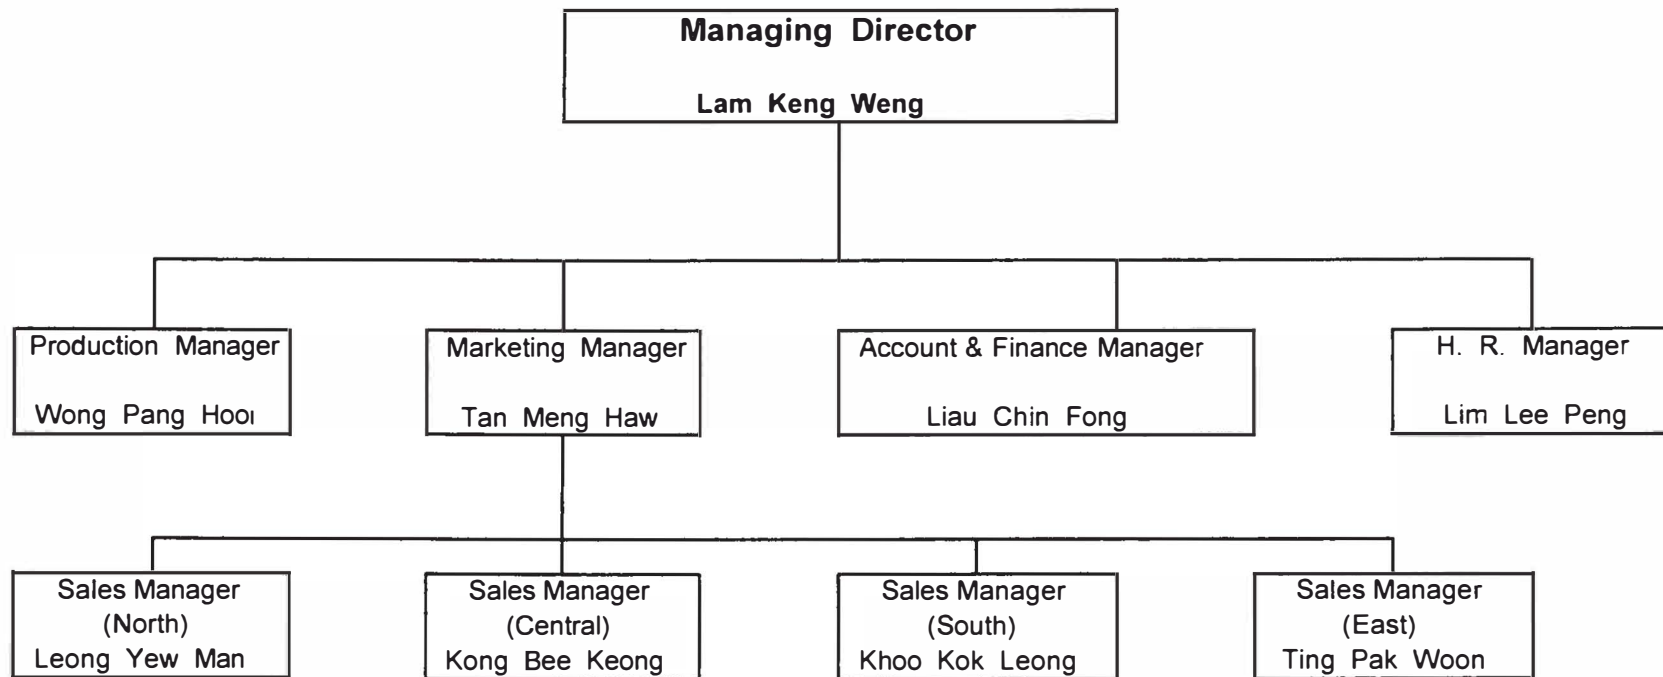 Managing Director
Lam Keng Weng
Production Manager
Wong Pang Hooi
Marketing Manager
Tan Meng Haw
Account & Finance Manager
Liau Chin Fong
H. R. Manager
Lim Lee Peng
Sales Manager
(North)
Leong Yew Man
Sales Manager
(Central)
Kong Bee Keong
Sales Manager
(South)
Khoo Kok Leong
Sales Manager
(East)
Ting Pak Woon